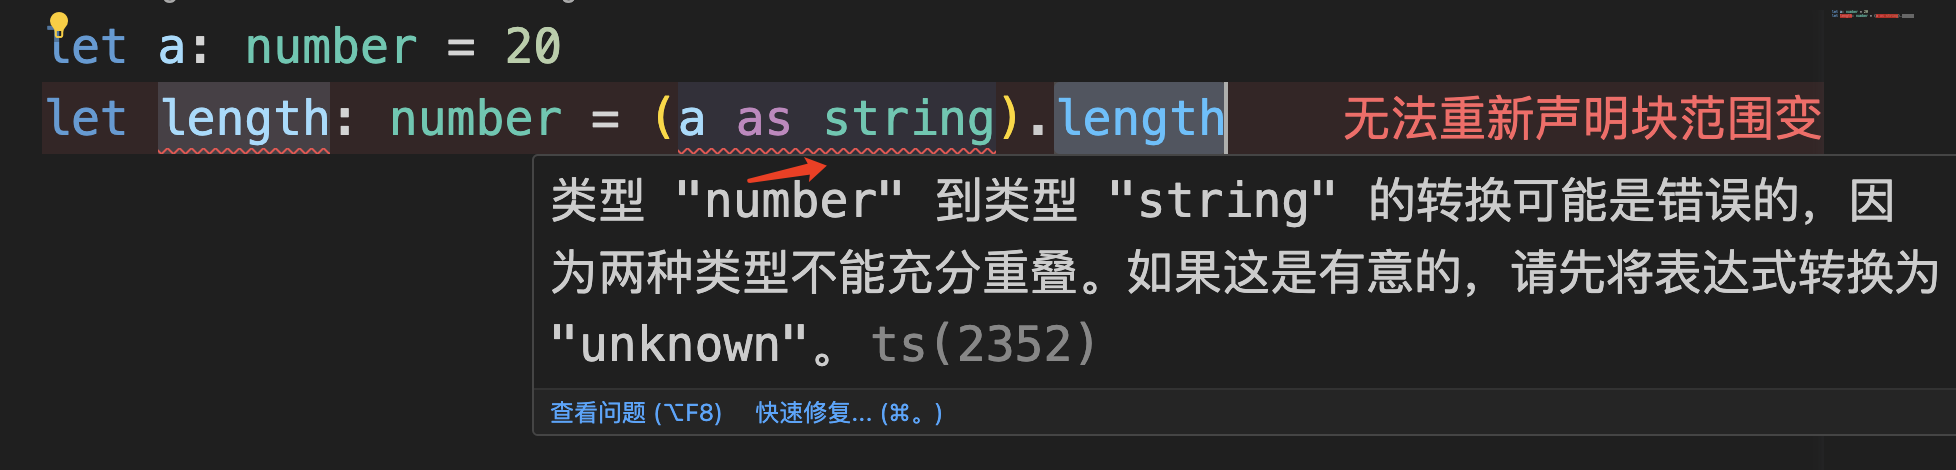 let a: number = 20
let length: number = (a as string).length 无法重新声明块范围变
类型 "number" 到类型 "string" 的转换可能是错误的，因
为两种类型不能充分重叠。如果这是有意的，请先将表达式转换为
"unknown"。 ts(2352)
查看问题 (⌥F8) 快速修复... (⌘。)